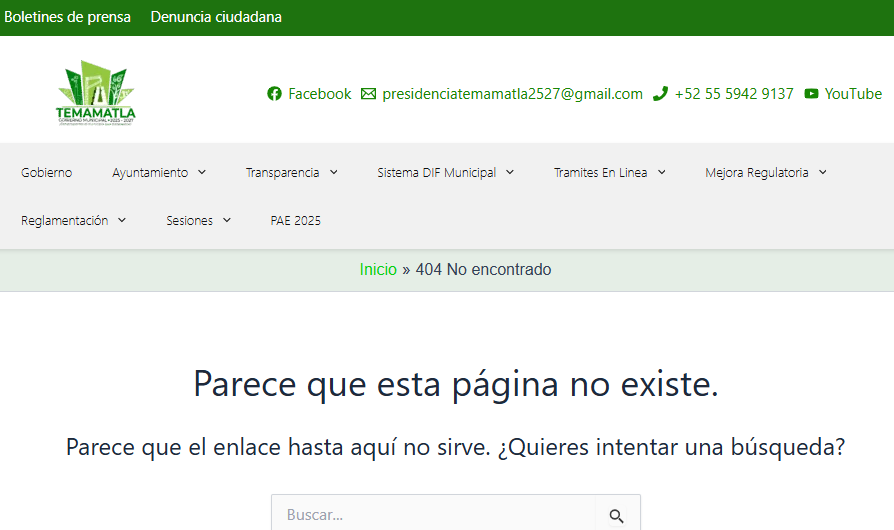 Boletines de prensa Denuncia ciudadana
TEMAMATLA
Facebook presidenciatemamatla2527@gmail.com +52 55 5942 9137 YouTube
Gobierno Ayuntamiento Transparencia Sistema DIF Municipal Tramites En Linea Mejora Regulatoria
Reglamentación Sesiones PAE 2025
Inicio » 404 No encontrado
Parece que esta página no existe.
Parece que el enlace hasta aquí no sirve. ¿Quieres intentar una búsqueda?
Buscar...